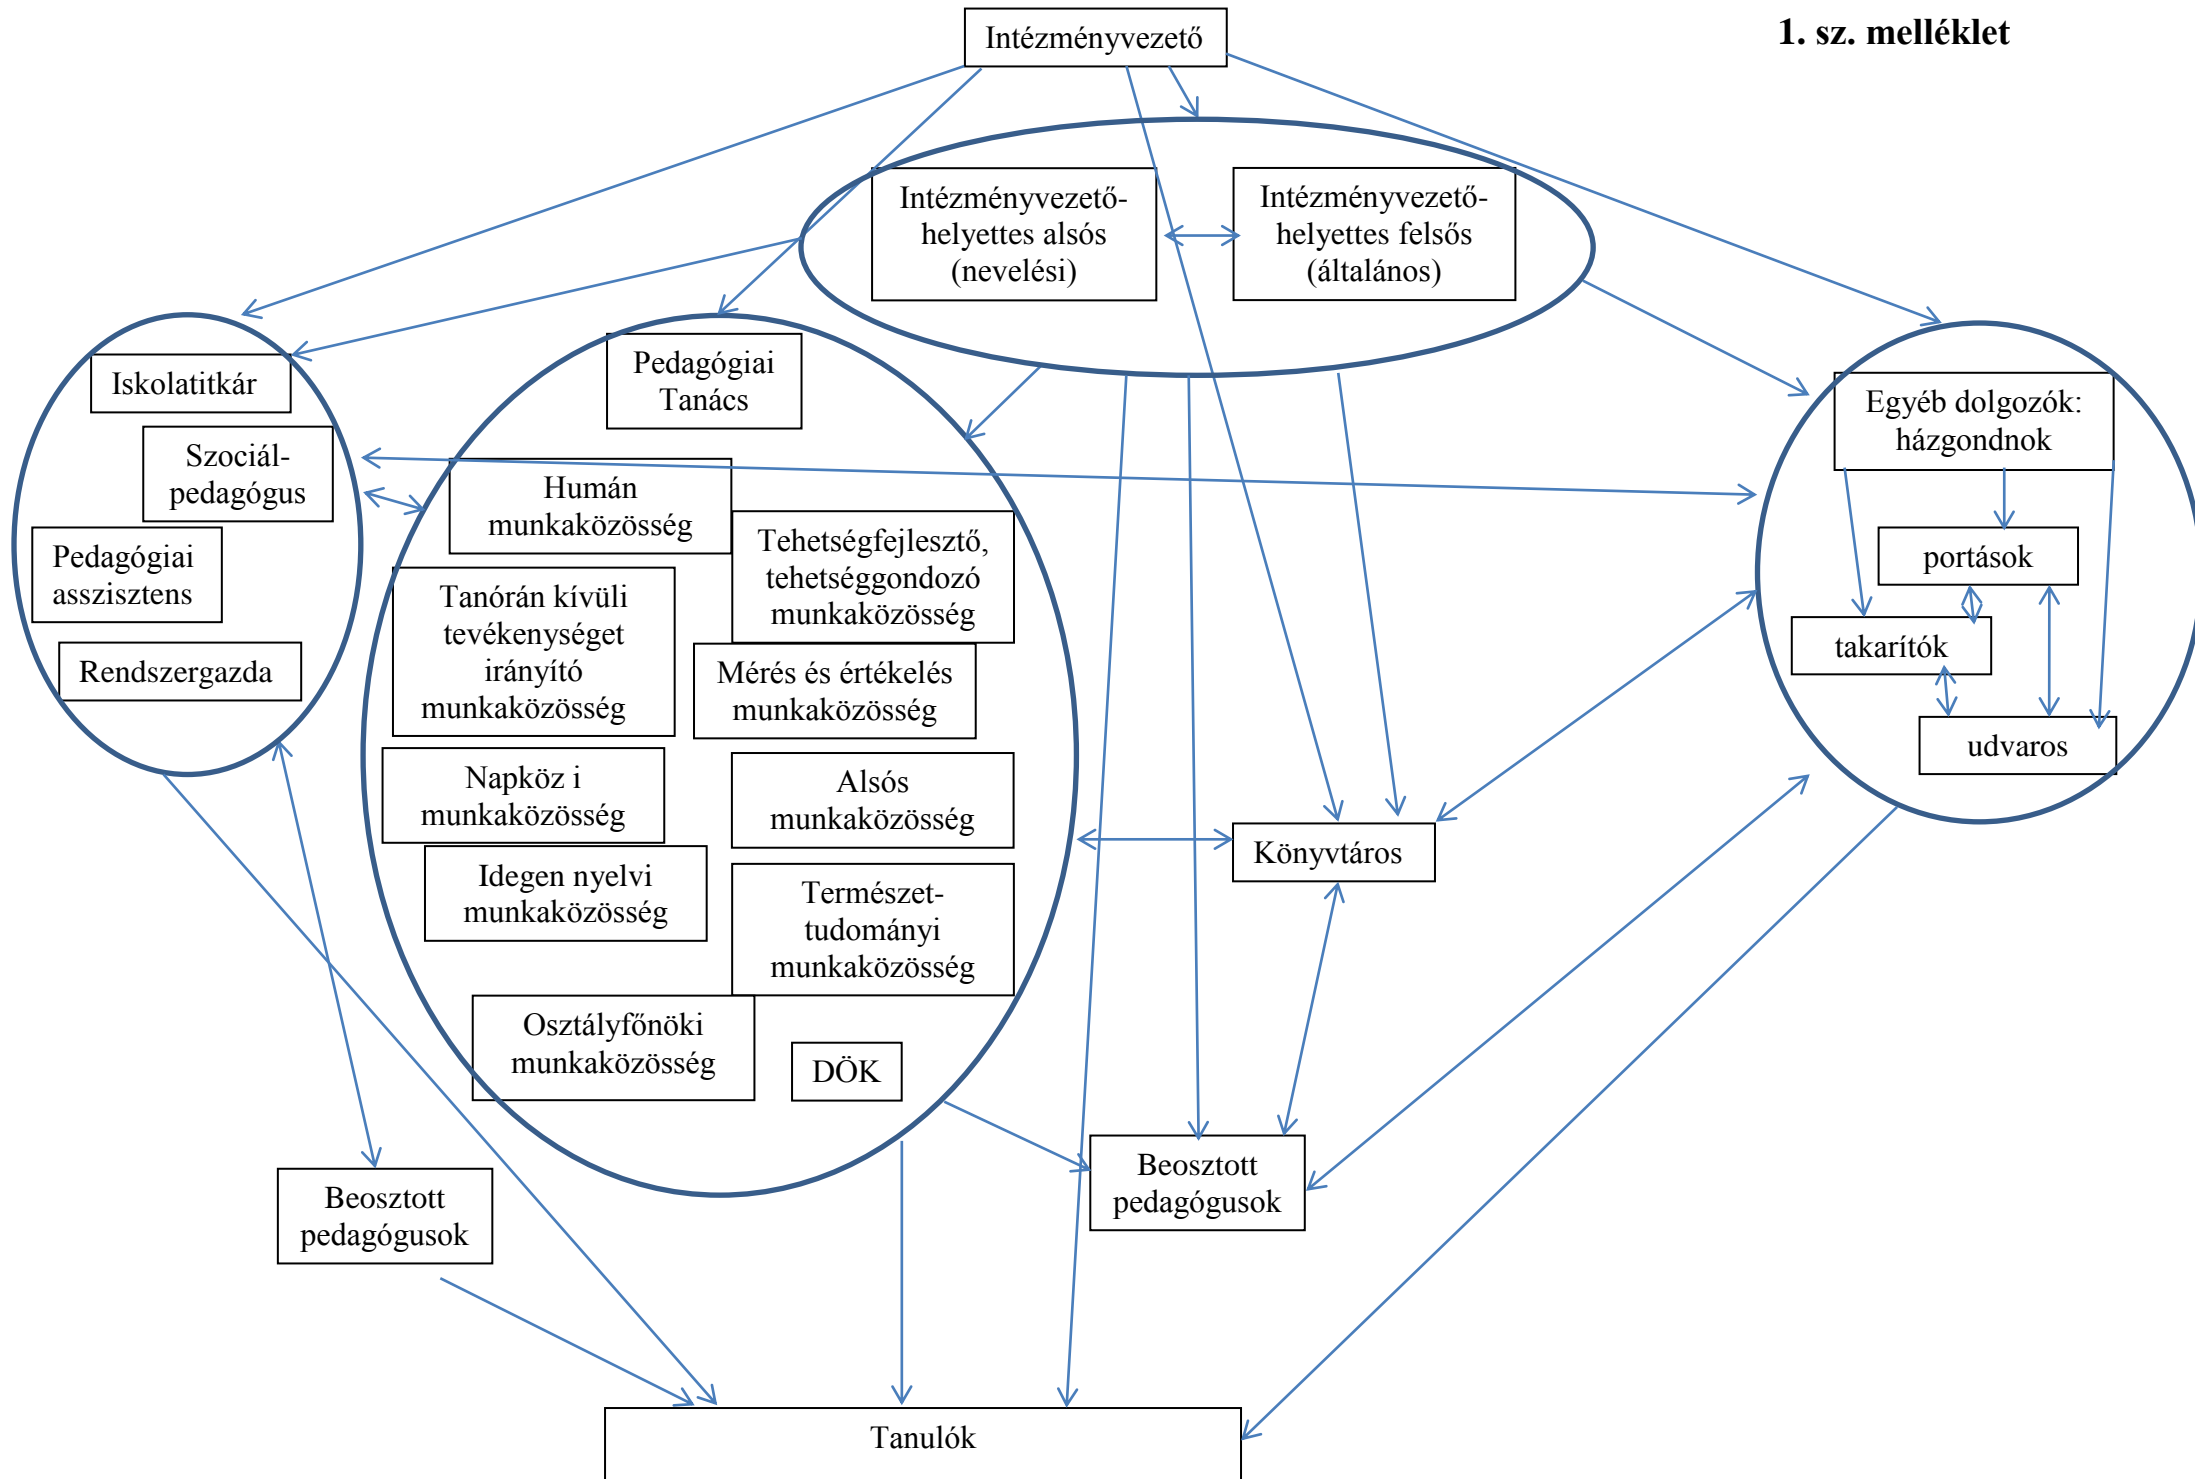 1. sz. melléklet
Intézményvezető
Intézményvezető-
helyettes alsós
(nevelési)
Intézményvezető-
helyettes felsős
(általános)
Iskolatitkár
Szociál-
pedagógus
Pedagógiai
asszisztens
Rendszergazda
Pedagógiai
Tanács
Humán
munkaközösség
Tehetségfejlesztő,
tehetséggondozó
munkaközösség
Tanórán kívüli
tevékenységet
irányító
munkaközösség
Mérés és értékelés
munkaközösség
Napköz i
munkaközösség
Alsós
munkaközösség
Idegen nyelvi
munkaközösség
Természet-
tudományi
munkaközösség
Osztályfőnöki
munkaközösség
DÖK
Könyvtáros
Egyéb dolgozók:
házgondnok
portások
takarítók
udvaros
Beosztott
pedagógusok
Beosztott
pedagógusok
Tanulók